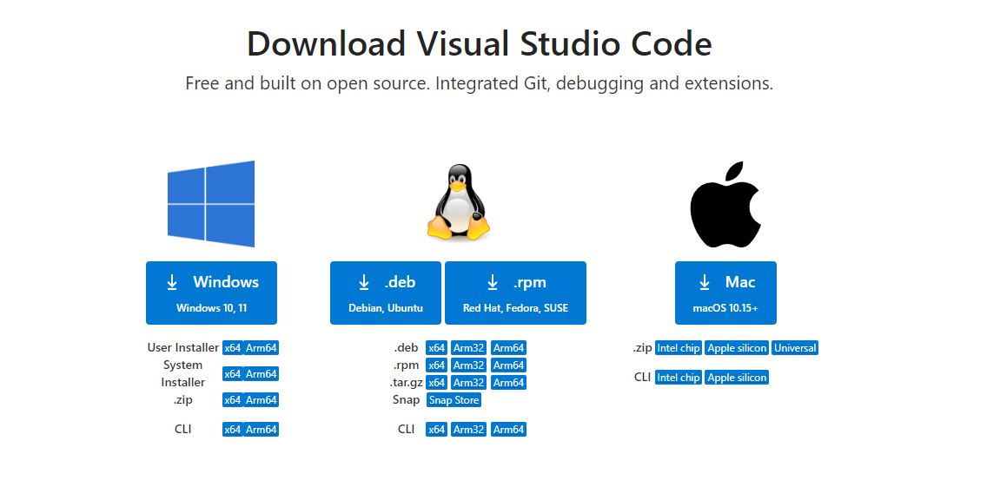 Download Visual Studio Code
Free and built on open source. Integrated Git, debugging and extensions.
Windows
Windows 10, 11
User Installer x64 Arm64
System
Installer x64 Arm64
.zip x64 Arm64
CLI x64 Arm64
.deb
Debian, Ubuntu
.rpm
Red Hat, Fedora, SUSE
.deb x64 Arm32 Arm64
.rpm x64 Arm32 Arm64
.tar.gz x64 Arm32 Arm64
Snap Snap Store
CLI x64 Arm32 Arm64
Mac
macOS 10.15+
.zip Intel chip Apple silicon Universal
CLI Intel chip Apple silicon